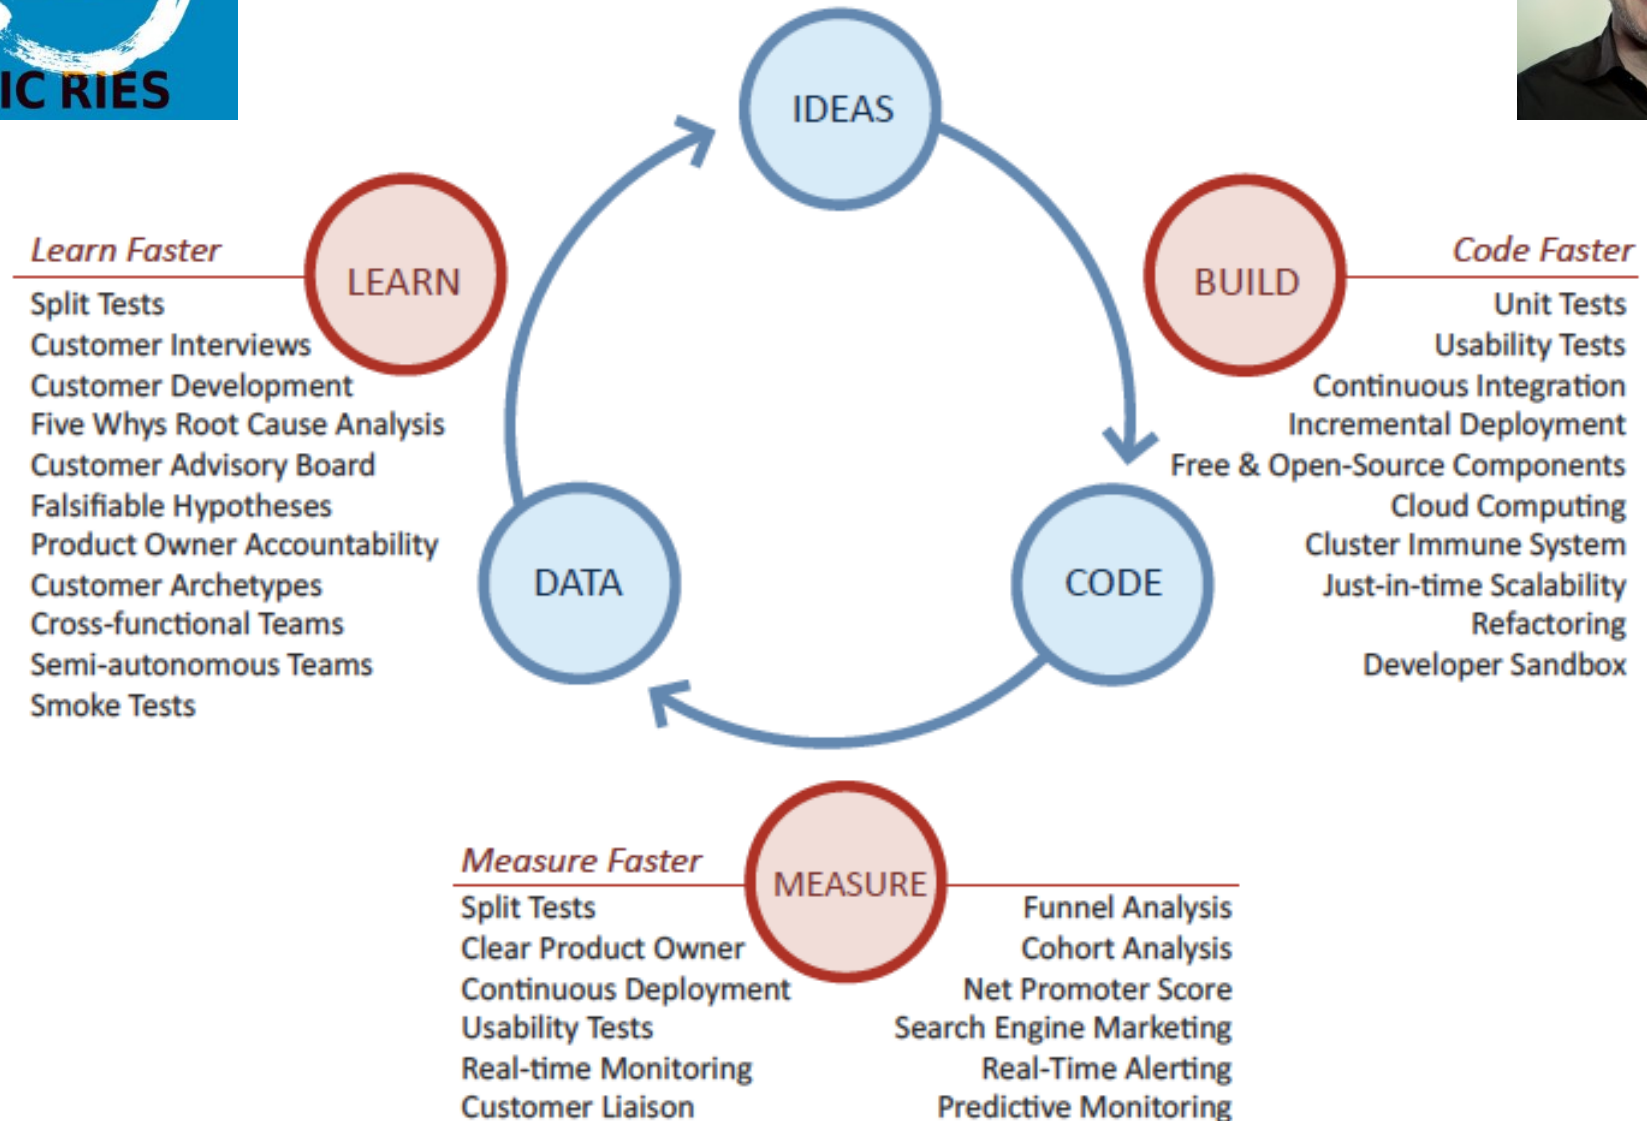 IC RIES
IDEAS
LEARN
BUILD
CODE
DATA
MEASURE
Learn Faster
Split Tests
Customer Interviews
Customer Development
Five Whys Root Cause Analysis
Customer Advisory Board
Falsifiable Hypotheses
Product Owner Accountability
Customer Archetypes
Cross-functional Teams
Semi-autonomous Teams
Smoke Tests
Code Faster
Unit Tests
Usability Tests
Continuous Integration
Incremental Deployment
Free & Open-Source Components
Cloud Computing
Cluster Immune System
Just-in-time Scalability
Refactoring
Developer Sandbox
Measure Faster
Split Tests
Clear Product Owner
Continuous Deployment
Usability Tests
Real-time Monitoring
Customer Liaison
Funnel Analysis
Cohort Analysis
Net Promoter Score
Search Engine Marketing
Real-Time Alerting
Predictive Monitoring